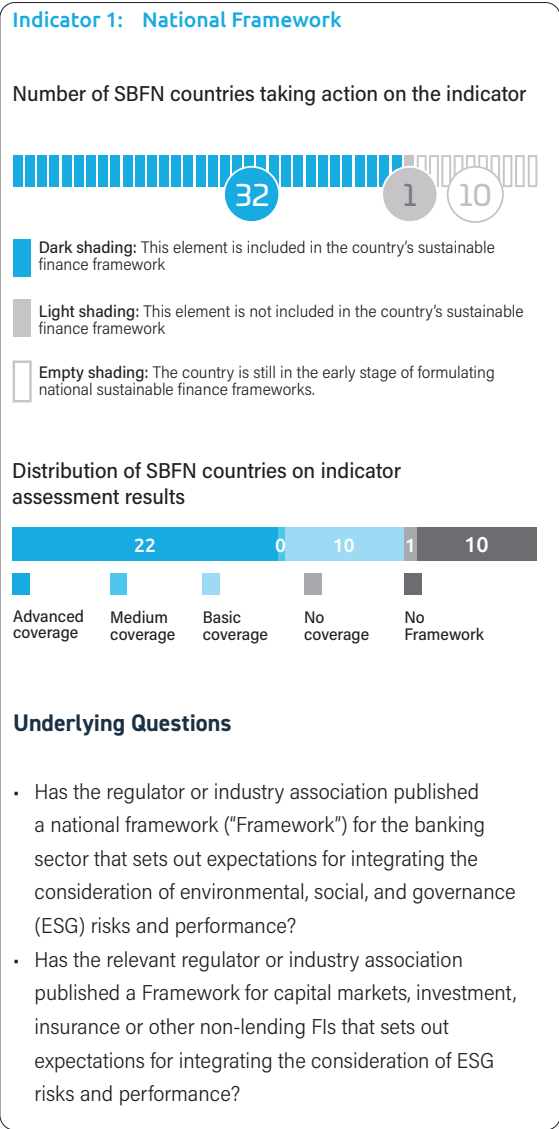 Indicator 1: National Framework
Number of SBFN countries taking action on the indicator
32 1 10
Dark shading: This element is included in the country's sustainable
finance framework
Light shading: This element is not included in the country's sustainable
finance framework
Empty shading: The country is still in the early stage of formulating
national sustainable finance frameworks.
Distribution of SBFN countries on indicator
assessment results
22 0 10 1 10
Advanced coverage
Medium coverage
Basic coverage
No coverage
No Framework
Underlying Questions
• Has the regulator or industry association published
a national framework (“Framework”) for the banking
sector that sets out expectations for integrating the
consideration of environmental, social, and governance
(ESG) risks and performance?
• Has the relevant regulator or industry association
published a Framework for capital markets, investment,
insurance or other non-lending FIs that sets out
expectations for integrating the consideration of ESG
risks and performance?